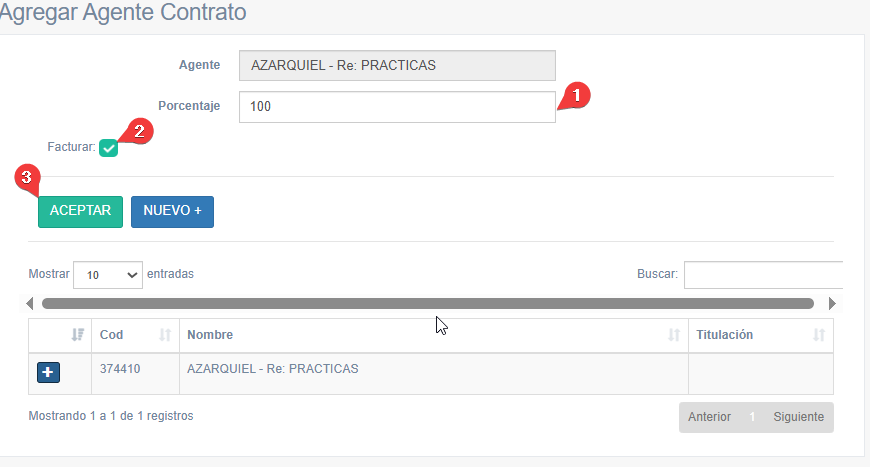 Agregar Agente Contrato
Agente AZARQUIEL - Re: PRACTICAS
Porcentaje 100 1
Facturar: 2
3
ACEPTAR NUEVO +
Mostrar 10 entradas Buscar:
Cod Nombre Titulación
+ 374410 AZARQUIEL - Re: PRACTICAS
Mostrando 1 a 1 de 1 registros Anterior 1 Siguiente